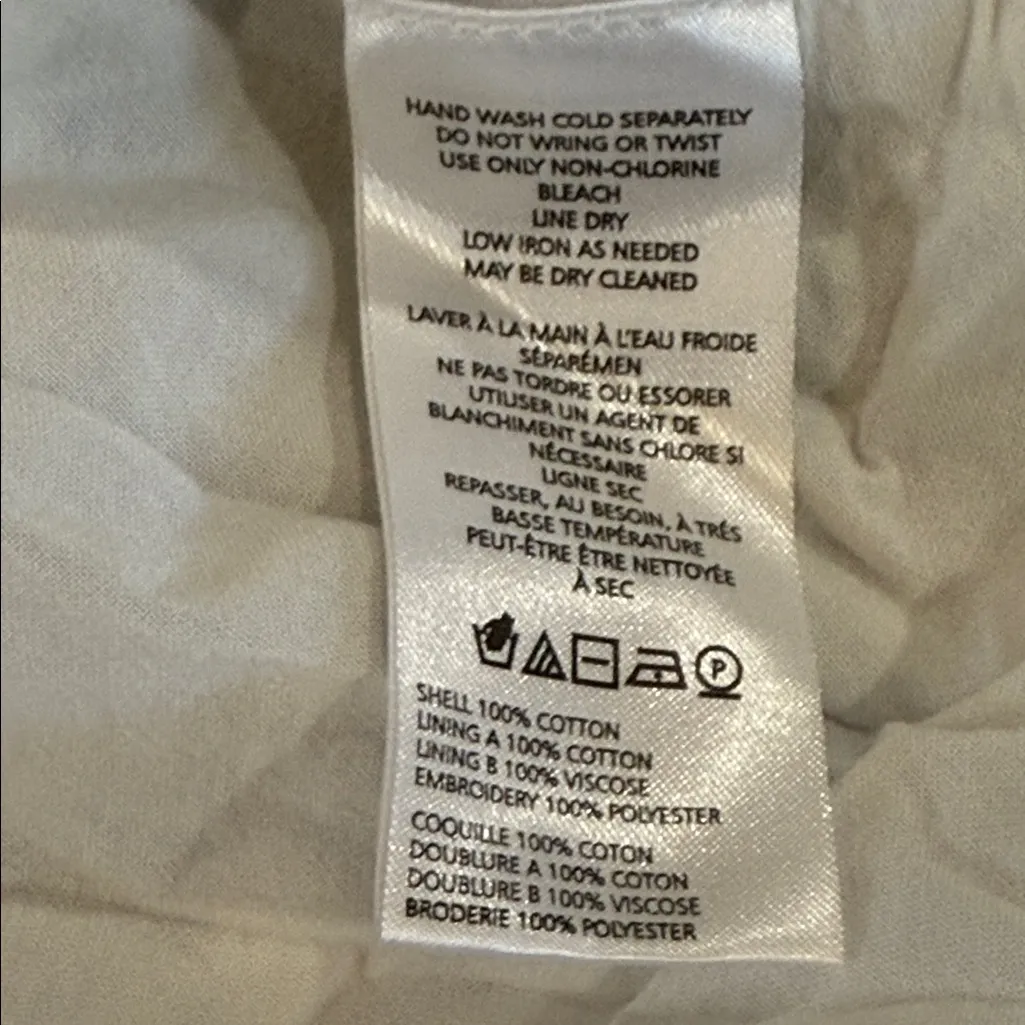 HAND WASH COLD SEPARATELY
DO NOT WRING OR TWIST
USE ONLY NON-CHLORINE
BLEACH
LINE DRY
LOW IRON AS NEEDED
MAY BE DRY CLEANED
LAVER À LA MAIN À L'EAU FROIDE
SÉPARÉMEN
NE PAS TORDRE OU ESSORER
UTILISER UN AGENT DE
BLANCHIMENT SANS CHLORE SI
NÉCESSAIRE
LIGNE SEC
REPASSER, AU BESOIN, À TRÉS
BASSE TEMPÉRATURE
PEUT-ÊTRE ÊTRE NETTOYÉE
À SEC
P
SHELL 100% COTTON
LINING A 100% COTTON
LINING B 100% VISCOSE
EMBROIDERY 100% POLYESTER
COQUILLE 100% COTON
DOUBLURE A 100% COTON
DOUBLURE B 100% VISCOSE
BRODERIE 100% POLYESTER